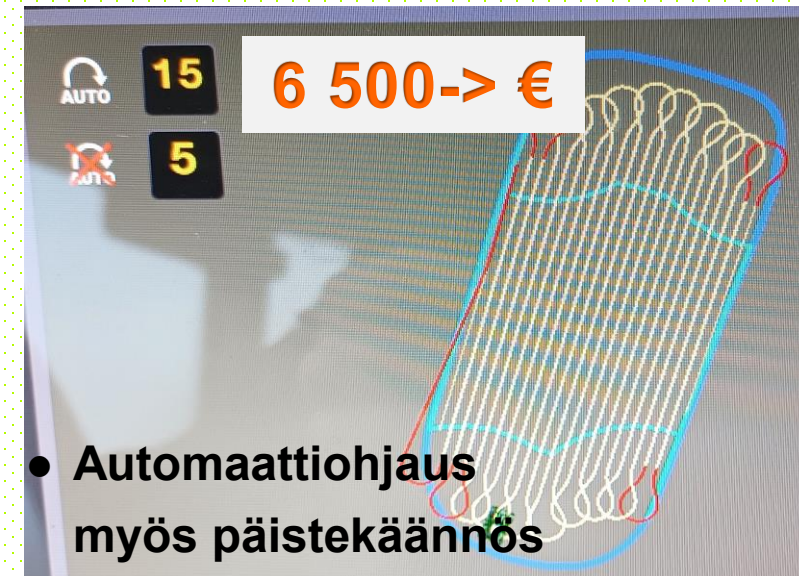 AUTO 15
6 500-> €
AUTO 5
● Automaattiohjaus
myös päistekäännös